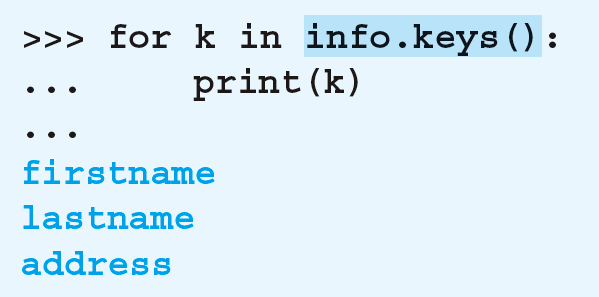 >>> for k in info.keys():
...     print(k)
...
firstname
lastname
address